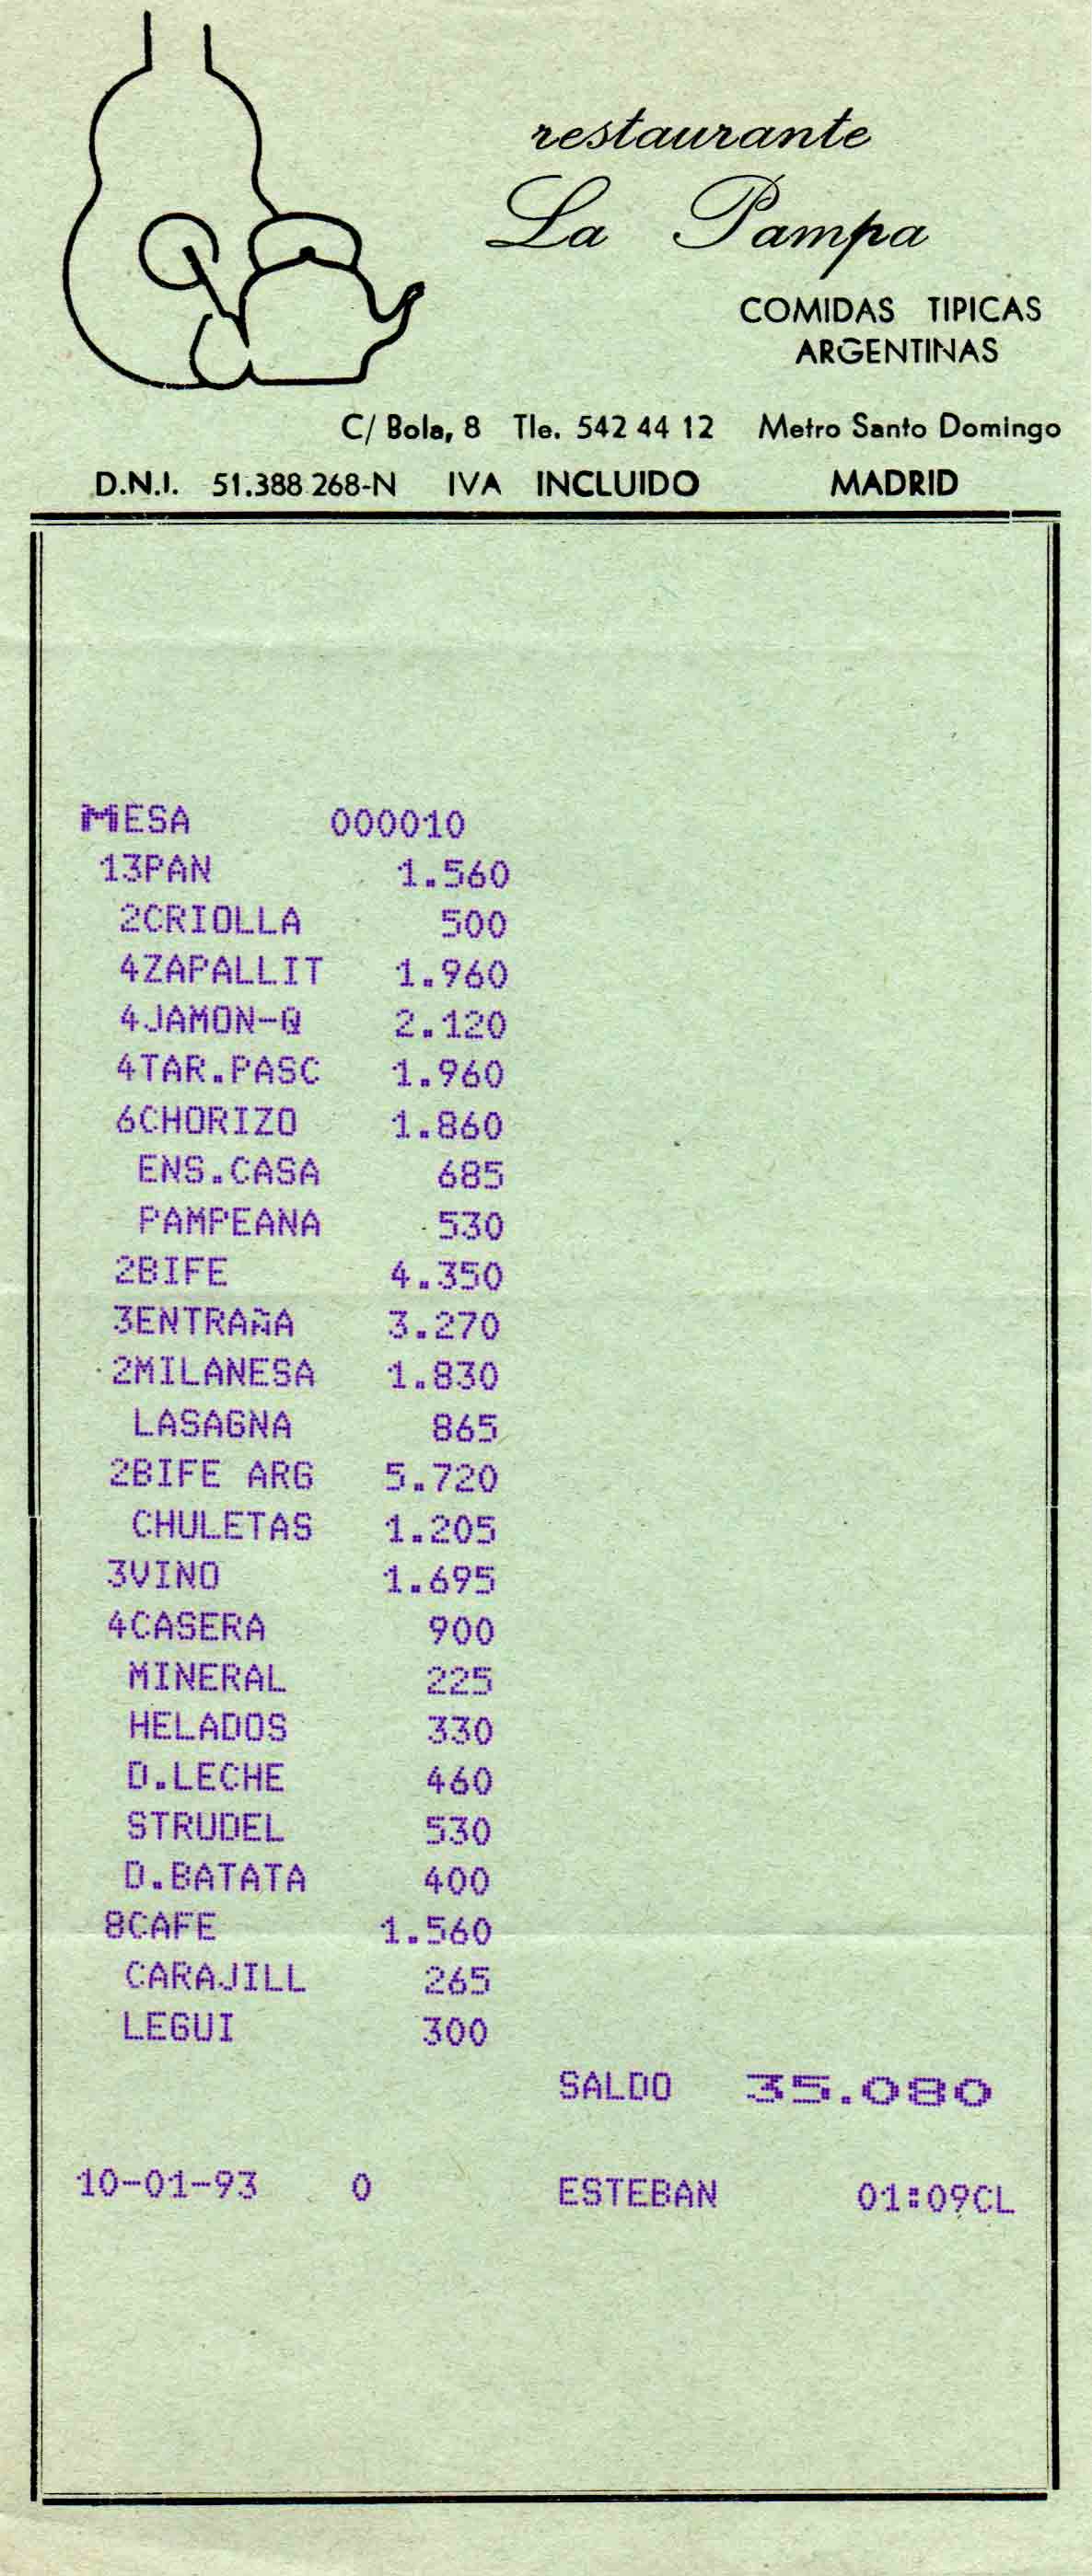 restaurante
La Pampa
COMIDAS TIPICAS
ARGENTINAS
C/ Bola, 8 Tle. 542 44 12 Metro Santo Domingo
D.N.I. 51.388 268-N IVA INCLUIDO MADRID
MESA 000010
13PAN 1.560
2CRIOLLA 500
4ZAPALLIT 1.960
4JAMON-Q 2.120
4TAR.PASC 1.960
6CHORIZO 1.860
ENS.CASA 685
PAMPEANA 530
2BIFE 4.350
3ENTRAÑA 3.270
2MILANESA 1.830
LASAGNA 865
2BIFE ARG 5.720
CHULETAS 1.205
3VINO 1.695
4CASERA 900
MINERAL 225
HELADOS 330
D.LECHE 460
STRUDEL 530
D.BATATA 400
8CAFE 1.560
CARAJILL 265
LEGUI 300
SALDO 35.080
10-01-93 0 ESTEBAN 01:09CL